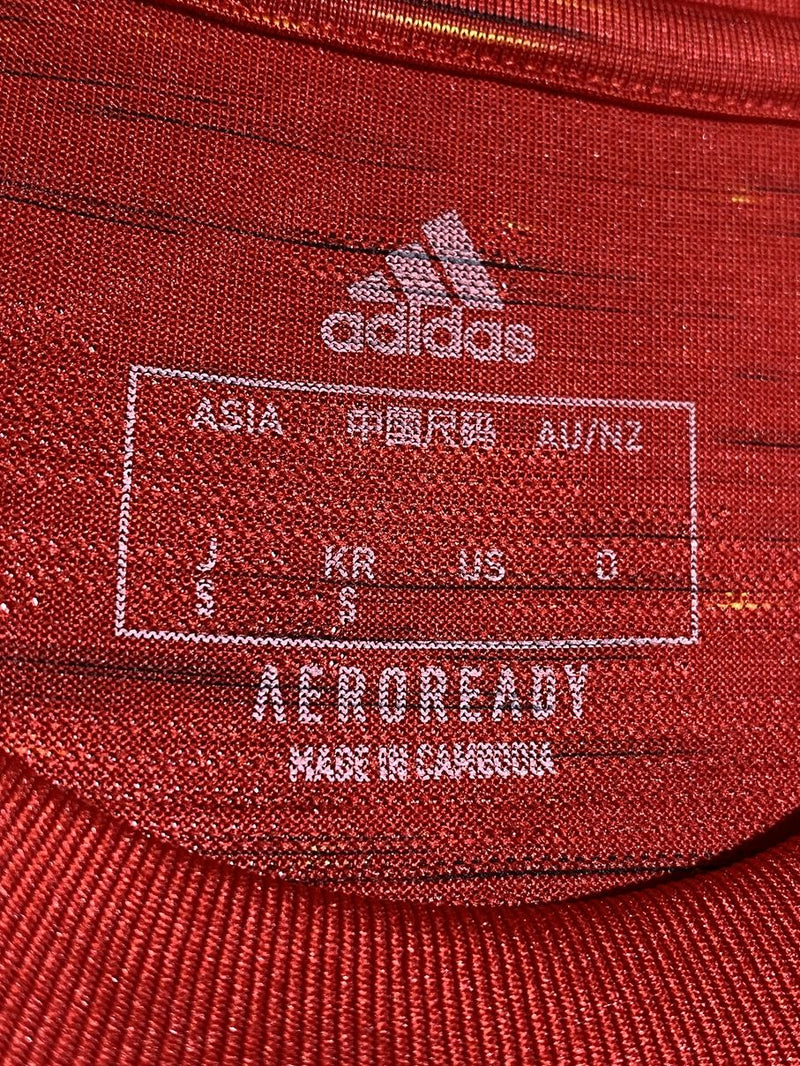 adidas
ASIA 中国尺码 AU/NZ
J KR US D
S S
AEROREADY
MADE IN CAMBODIA